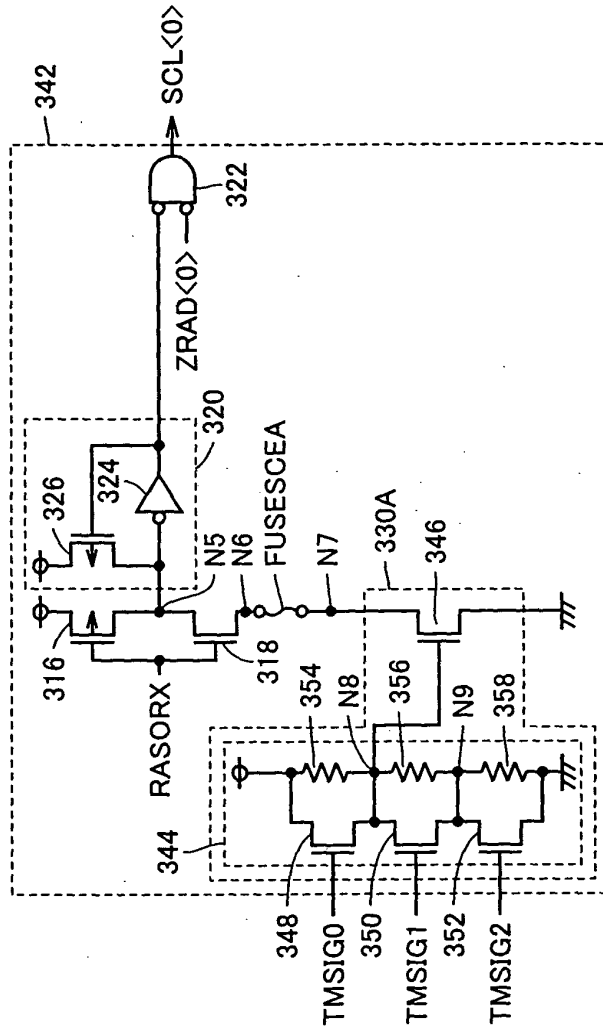 342
SCL<0>
322
ZRAD<0>
326
324
320
316
N5
RASORX
318
N6
FUSESCEA
N7
330A
346
344
354
N8
356
N9
358
348
TMSIG0
350
TMSIG1
352
TMSIG2